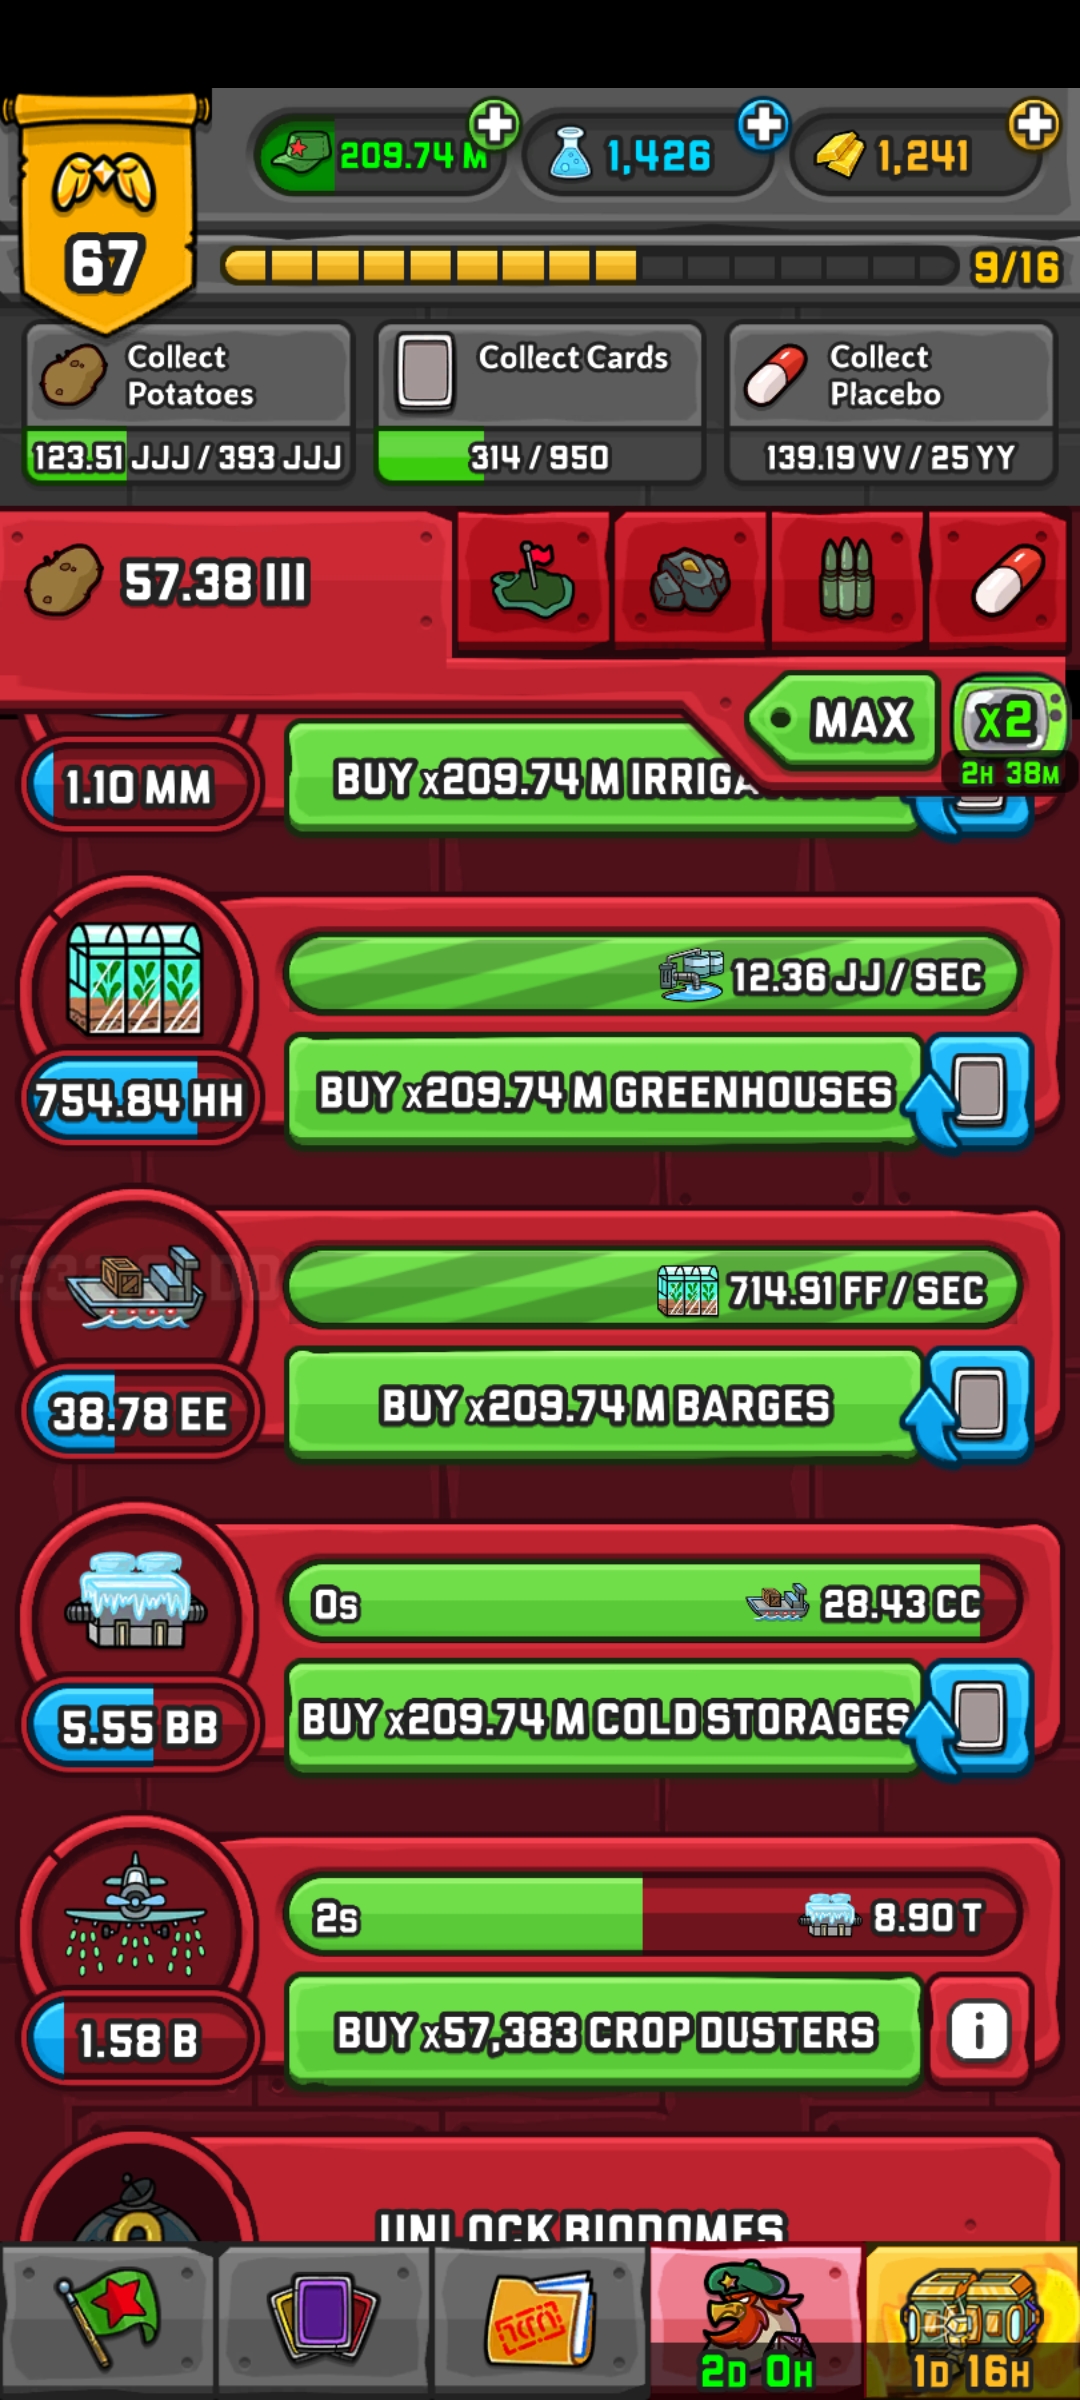 209.74 M
1,426
1,241
67
9/16
Collect
Potatoes
123.51 JJJ / 393 JJJ
Collect Cards
314 / 950
Collect
Placebo
139.19 VV / 25 YY
57.38 III
MAX
x2
2H 38M
1.10 MM
BUY x209.74 M
12.36 JJ / SEC
754.84 HH
BUY x209.74 M GREENHOUSES
714.91 FF / SEC
38.78 EE
BUY x209.74 M BARGES
0s
28.43 CC
5.55 BB
BUY x209.74 M COLD STORAGES
2s
8.90 T
1.58 B
BUY x57,383 CROP DUSTERS
i
UNLOCK BIODOMES
2D 0H
1D 16H